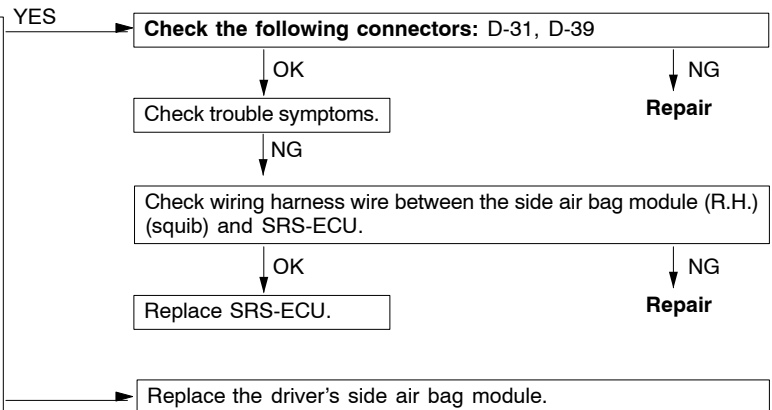 YES
Check the following connectors: D-31, D-39
OK
NG
Check trouble symptoms.
Repair
NG
Check wiring harness wire between the side air bag module (R.H.)
(squib) and SRS-ECU.
OK
NG
Replace SRS-ECU.
Repair
Replace the driver's side air bag module.